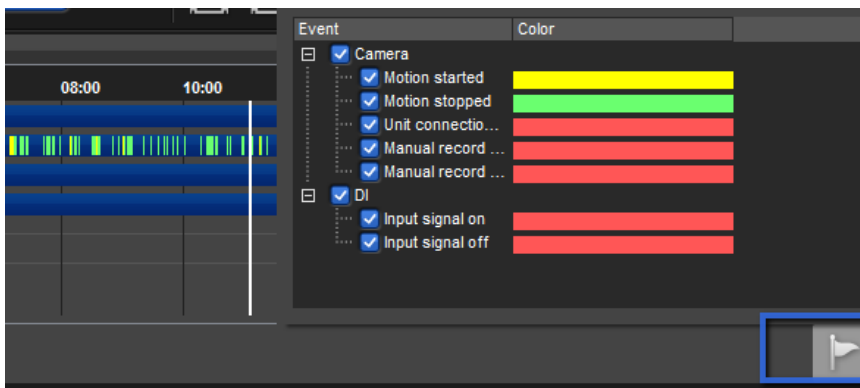 Event Color
Camera
08:00 10:00
Motion started
Motion stopped
Unit connectio...
Manual record ...
Manual record ...
DI
Input signal on
Input signal off